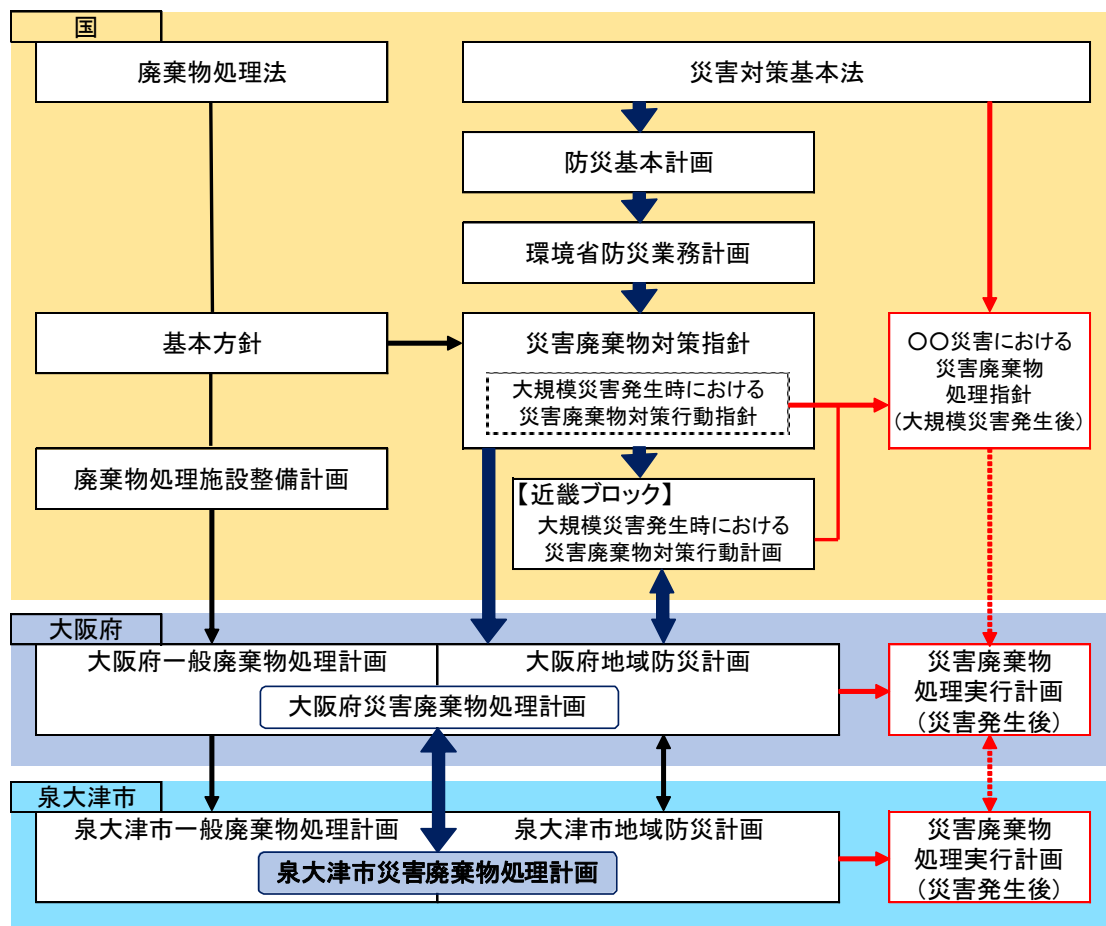 国
廃棄物処理法
災害対策基本法
防災基本計画
環境省防災業務計画
基本方針
災害廃棄物対策指針
大規模災害発生時における
災害廃棄物対策行動指針
〇〇災害における
災害廃棄物
処理指針
(大規模災害発生後)
廃棄物処理施設整備計画
【近畿ブロック】
大規模災害発生時における
災害廃棄物対策行動計画
大阪府
大阪府一般廃棄物処理計画
大阪府地域防災計画
大阪府災害廃棄物処理計画
災害廃棄物
処理実行計画
(災害発生後)
泉大津市
泉大津市一般廃棄物処理計画
泉大津市地域防災計画
泉大津市災害廃棄物処理計画
災害廃棄物
処理実行計画
(災害発生後)